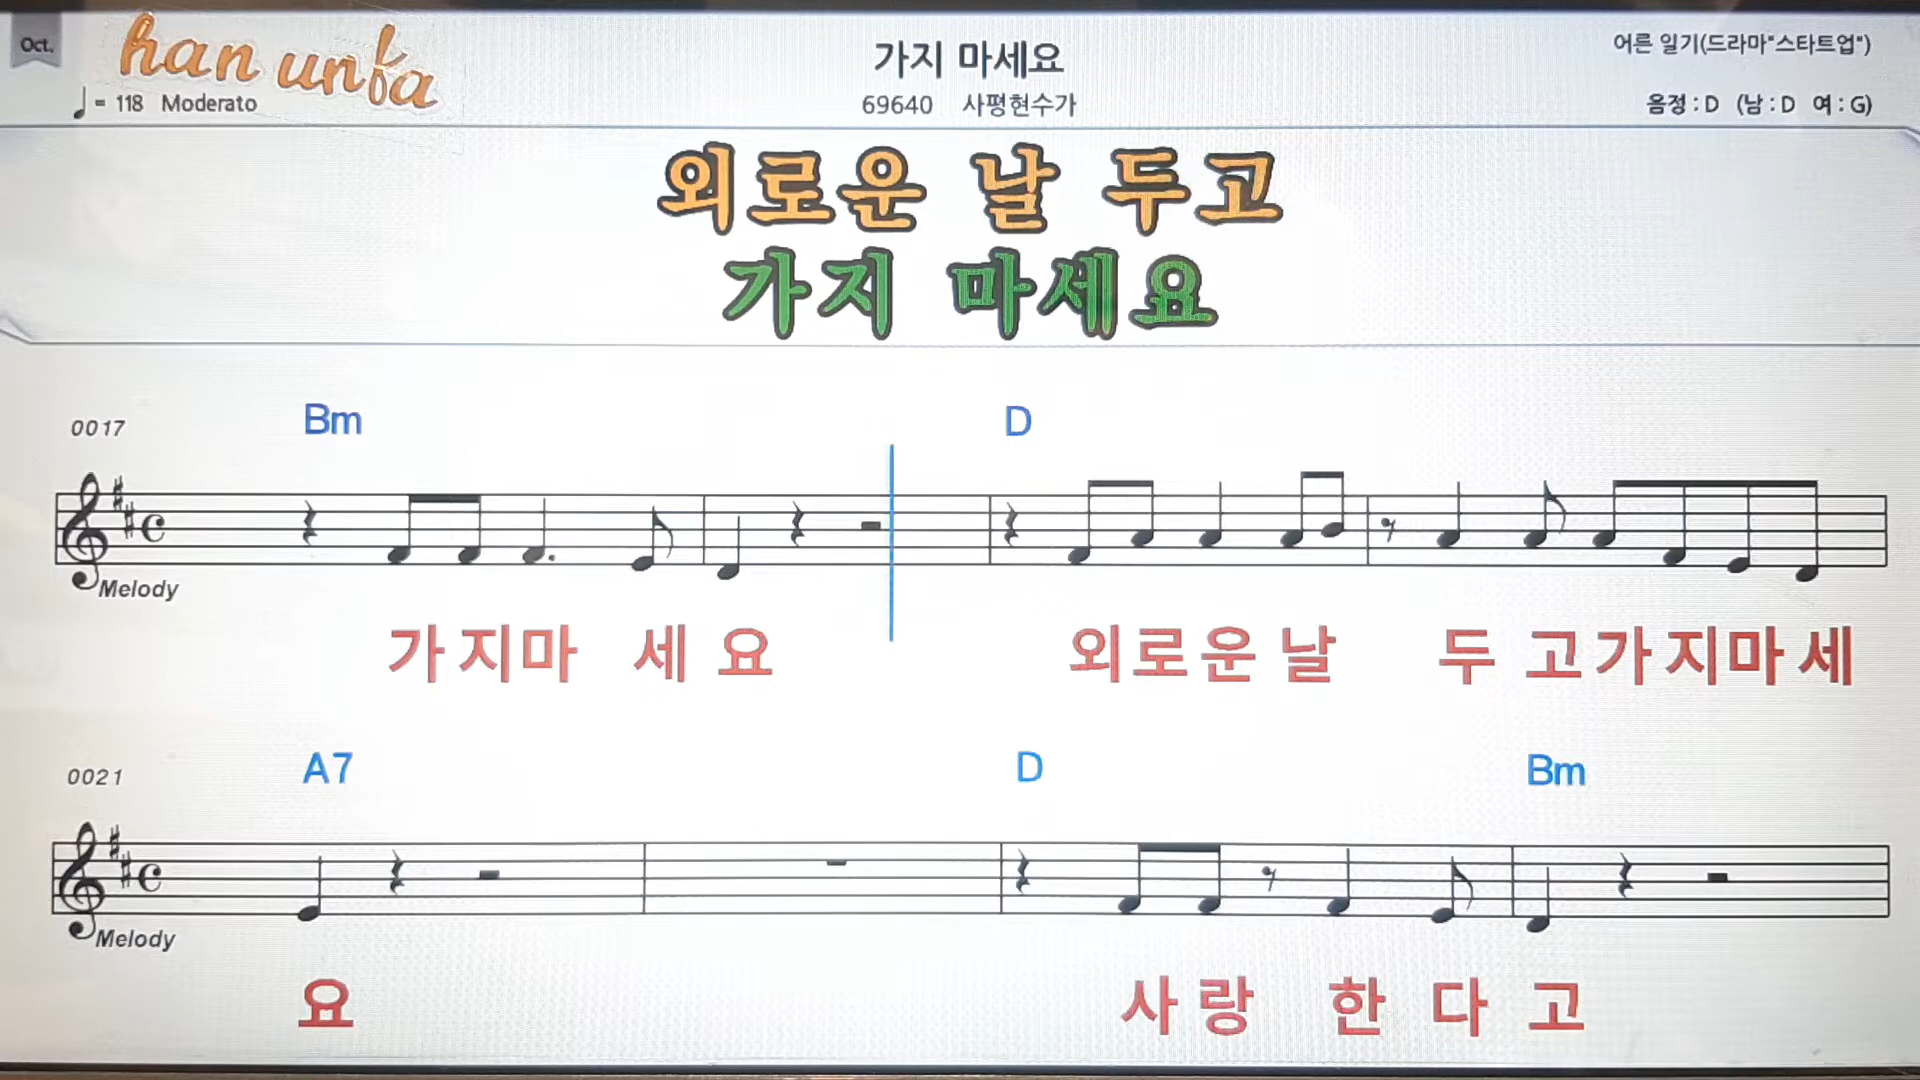 Oct.
han unfa
♩= 118 Moderato
가지 마세요
69640 사평현수가
어른 일기(드라마"스타트업")
음정 : D (남 : D 여 : G)
외로운 날 두고
가지 마세요
0017
Bm D
Melody
가지마 세 요 외로운날 두 고가지마세
0021
A7 D Bm
Melody
요 사랑 한 다 고